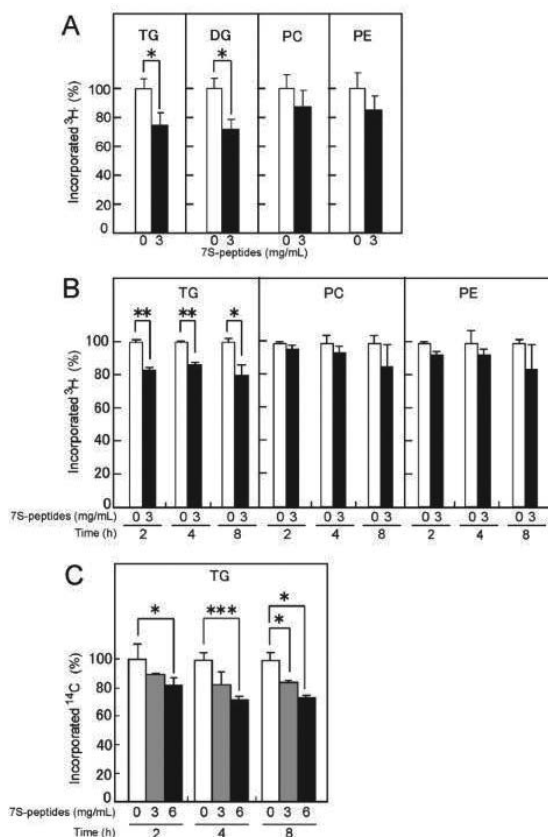 A
TG DG PC PE
* *
Incorporated ³H (%)
100
80
60
40
20
0
0 3 0 3 0 3 0 3
7S-peptides (mg/mL)
B
TG PC PE
** ** *
Incorporated ³H (%)
100
80
60
40
20
0
7S-peptides (mg/mL) 0 3 0 3 0 3 0 3 0 3 0 3 0 3 0 3 0 3
Time (h) 2 4 8 2 4 8 2 4 8
C
TG
* *** * *
Incorporated ¹⁴C (%)
100
80
60
40
20
0
7S-peptides (mg/mL) 0 3 6 0 3 6 0 3 6
Time (h) 2 4 8